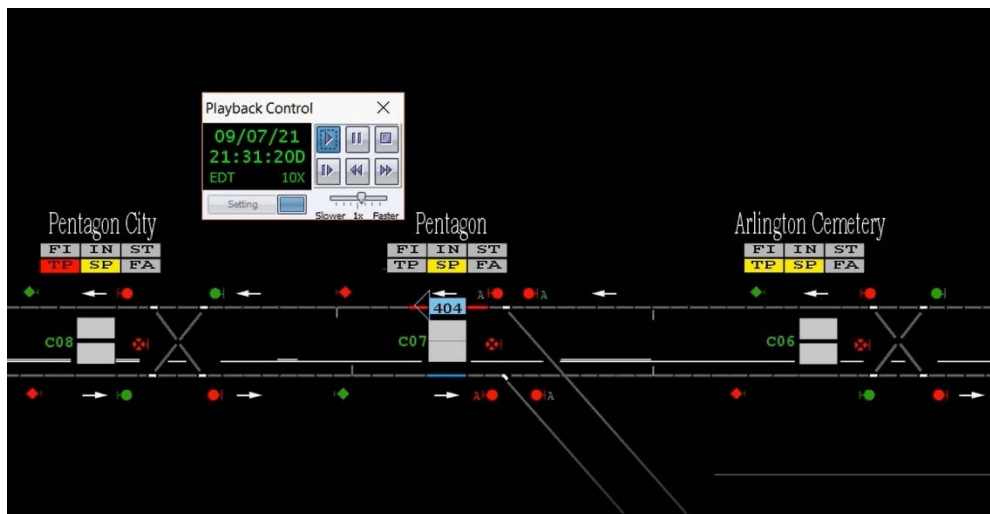 Playback Control
09/07/21
21:31:20D
EDT 10X
Setting
Slower 1x Faster
Pentagon City
FI IN ST
TP SP FA
Pentagon
FI IN ST
TP SP FA
Arlington Cemetery
FI IN ST
TP SP FA
A
A
404
C08
C07
C06
A
A